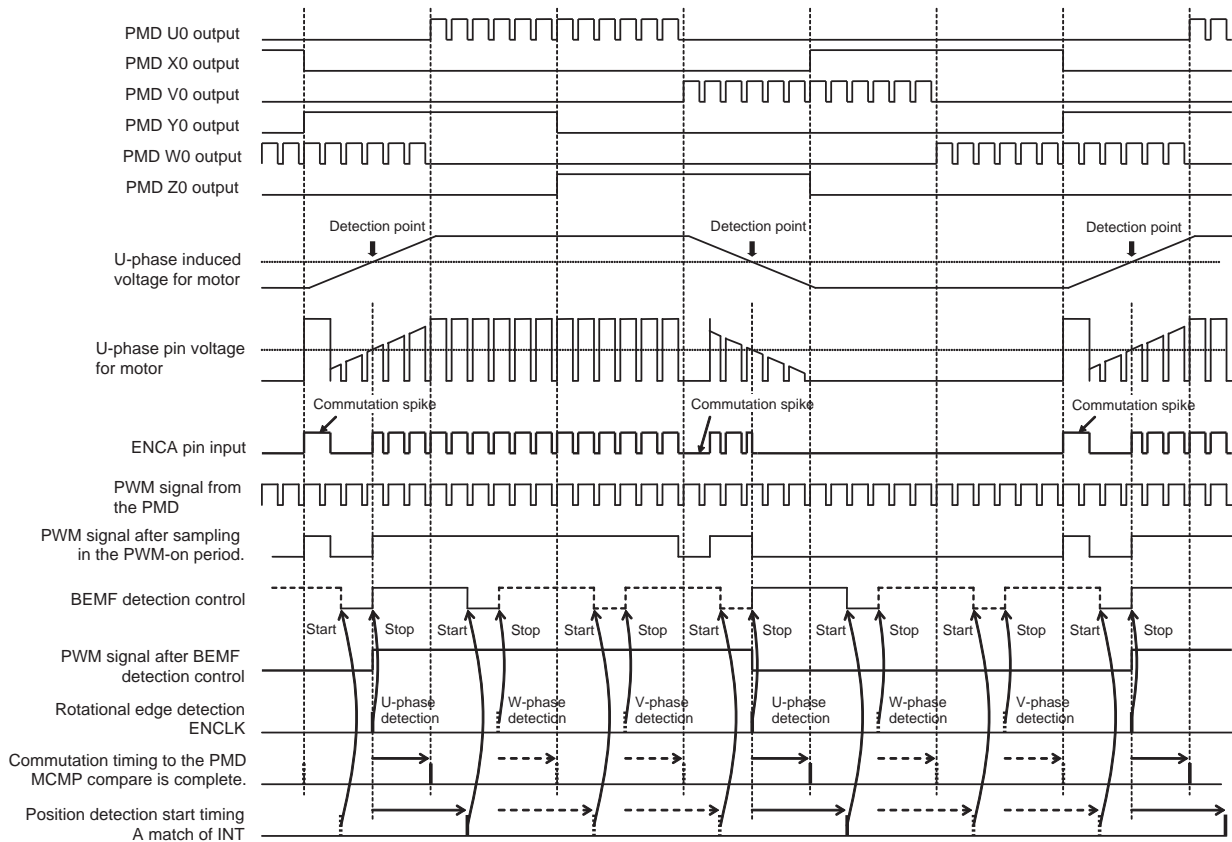 PMD U0 output
PMD X0 output
PMD V0 output
PMD Y0 output
PMD W0 output
PMD Z0 output
Detection point
Detection point
Detection point
U-phase induced
voltage for motor
U-phase pin voltage
for motor
Commutation spike
Commutation spike
Commutation spike
ENCA pin input
PWM signal from
the PMD
PWM signal after sampling
in the PWM-on period.
BEMF detection control
Start
Stop
Start
Stop
Start
Stop
Start
Stop
Start
Stop
Start
Stop
Start
Stop
PWM signal after BEMF
detection control
Rotational edge detection
ENCLK
U-phase
detection
W-phase
detection
V-phase
detection
U-phase
detection
W-phase
detection
V-phase
detection
Commutation timing to the PMD
MCMP compare is complete.
Position detection start timing
A match of INT